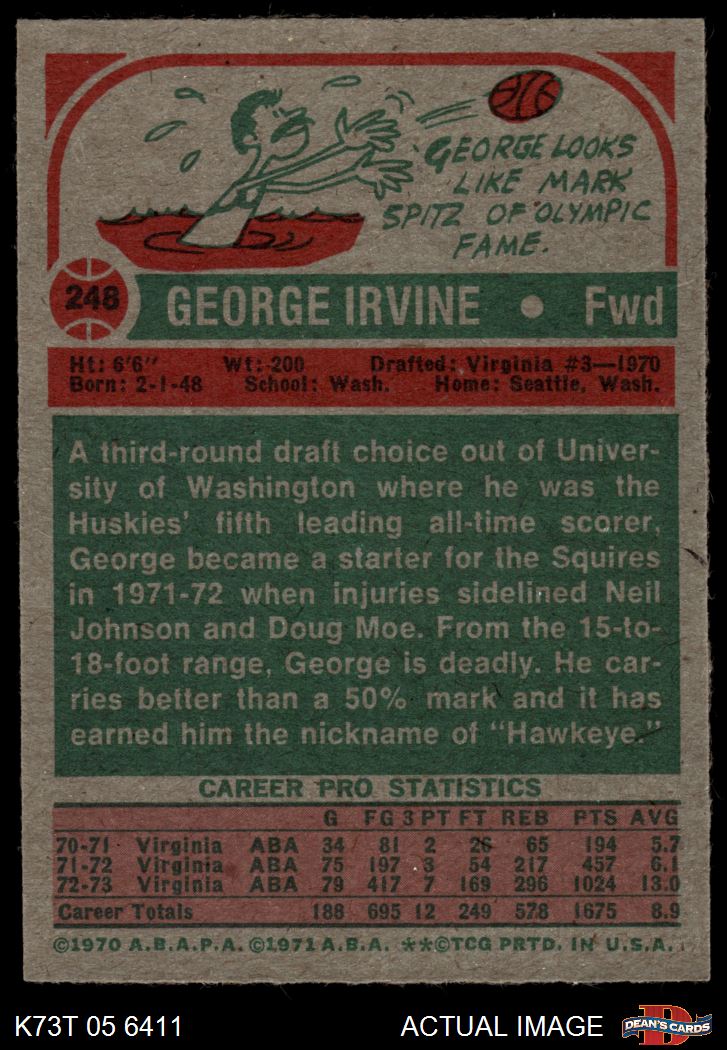 GEORGE LOOKS
LIKE MARK
SPITZ OF OLYMPIC
FAME.
248 GEORGE IRVINE • Fwd
Ht: 6'6" Wt: 200 Drafted: Virginia #3—1970
Born: 2-1-48 School: Wash. Home: Seattle, Wash.
A third-round draft choice out of Univer-
sity of Washington where he was the
Huskies' fifth leading all-time scorer,
George became a starter for the Squires
in 1971-72 when injuries sidelined Neil
Johnson and Doug Moe. From the 15-to-
18-foot range, George is deadly. He car-
ries better than a 50% mark and it has
earned him the nickname of "Hawkeye."
CAREER PRO STATISTICS
G FG 3 PT FT REB PTS AVG
70-71 Virginia ABA 34 81 2 26 65 194 5.7
71-72 Virginia ABA 75 197 3 54 217 457 6.1
72-73 Virginia ABA 79 417 7 169 296 1024 13.0
Career Totals 188 695 12 249 578 1675 8.9
©1970 A.B.A.P.A. ©1971 A.B.A. **©TCG PRTD. IN U.S.A.
K73T 05 6411 ACTUAL IMAGE D DEAN'S CARDS